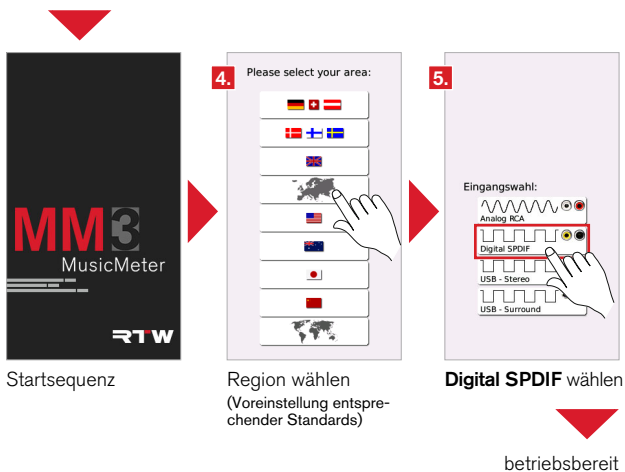 MM3
MusicMeter
RTW
Startsequenz
4.
Please select your area:
Region wählen
(Voreinstellung entspre-
chender Standards)
5.
Eingangswahl:
Analog RCA
Digital SPDIF
USB - Stereo
USB - Surround
Digital SPDIF wählen
betriebsbereit